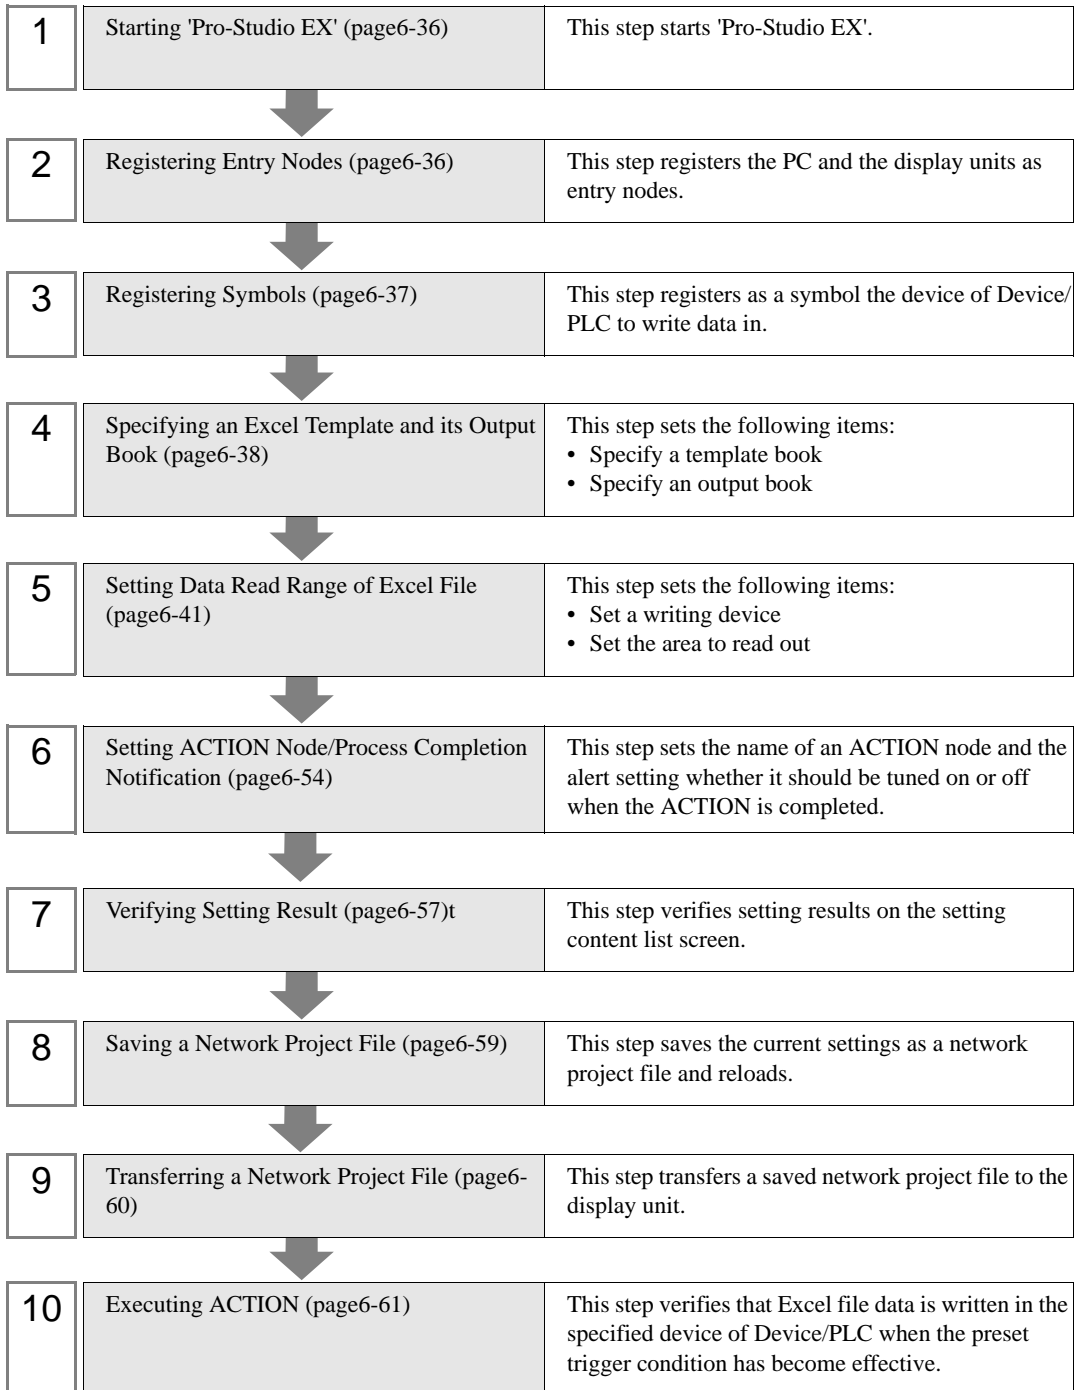 1
Starting 'Pro-Studio EX' (page6-36)
This step starts 'Pro-Studio EX'.
2
Registering Entry Nodes (page6-36)
This step registers the PC and the display units as
entry nodes.
3
Registering Symbols (page6-37)
This step registers as a symbol the device of Device/
PLC to write data in.
4
Specifying an Excel Template and its Output
Book (page6-38)
This step sets the following items:
• Specify a template book
• Specify an output book
5
Setting Data Read Range of Excel File
(page6-41)
This step sets the following items:
• Set a writing device
• Set the area to read out
6
Setting ACTION Node/Process Completion
Notification (page6-54)
This step sets the name of an ACTION node and the
alert setting whether it should be tuned on or off
when the ACTION is completed.
7
Verifying Setting Result (page6-57)t
This step verifies setting results on the setting
content list screen.
8
Saving a Network Project File (page6-59)
This step saves the current settings as a network
project file and reloads.
9
Transferring a Network Project File (page6-
60)
This step transfers a saved network project file to the
display unit.
10
Executing ACTION (page6-61)
This step verifies that Excel file data is written in the
specified device of Device/PLC when the preset
trigger condition has become effective.